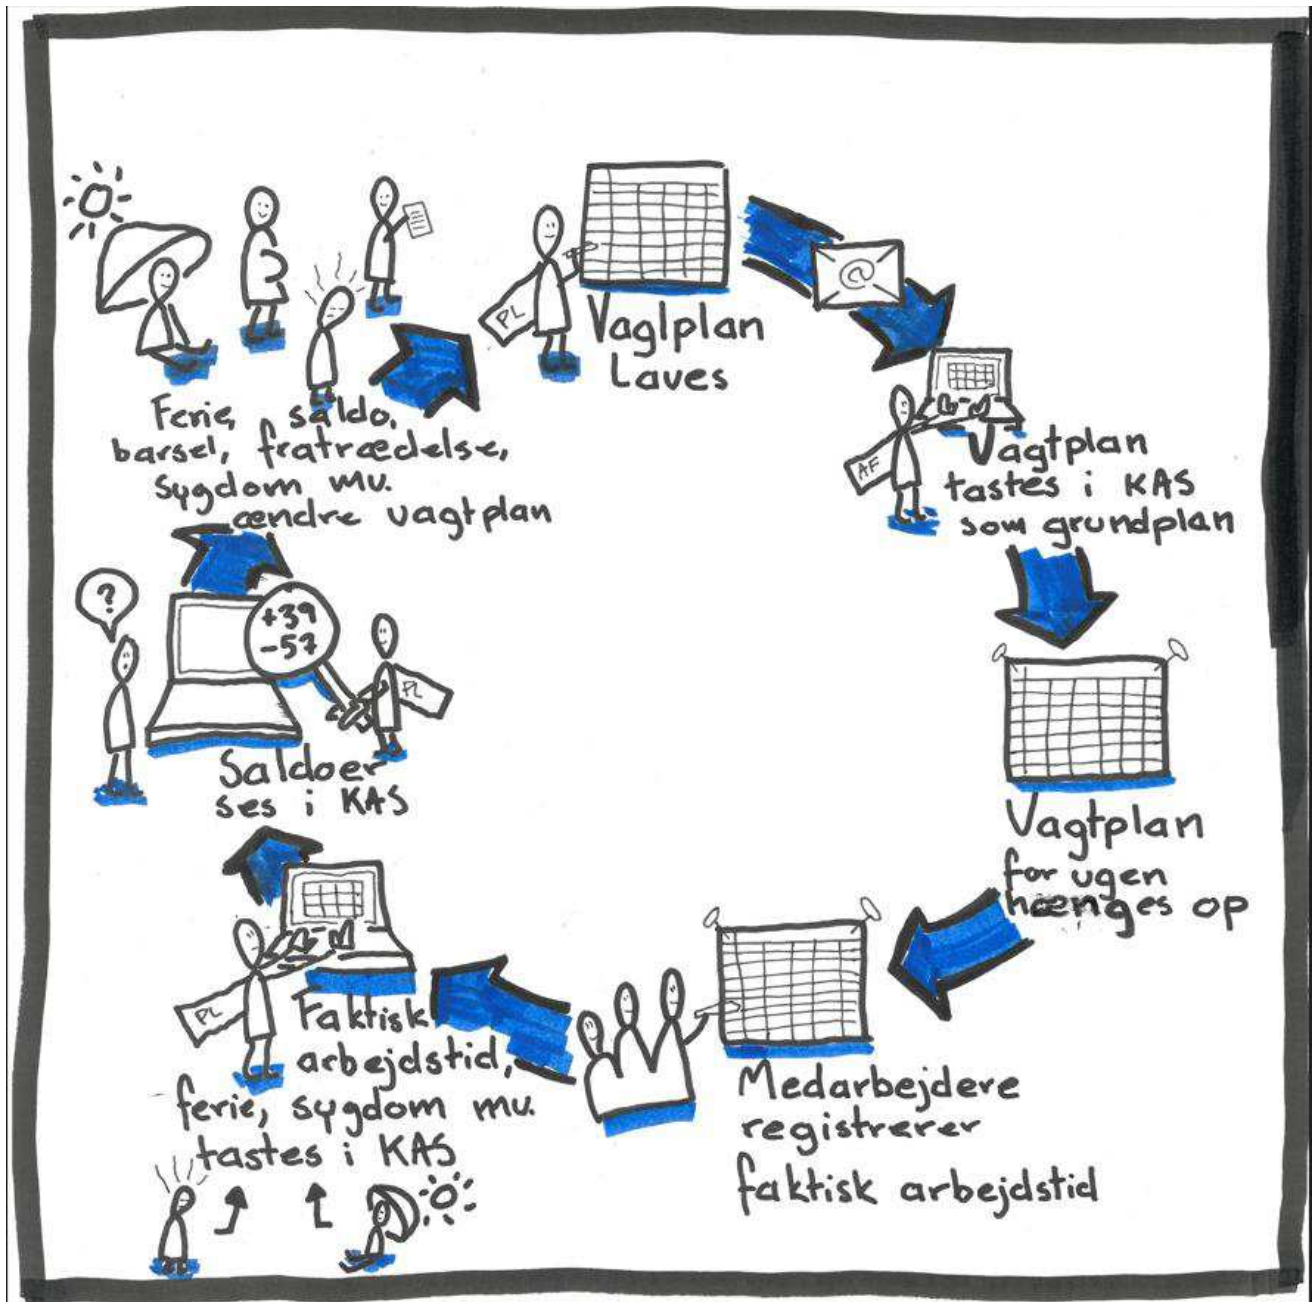 PL
Vaglplan
Laves
@
AF
Vagtplan
tastes i KAS
som grundplan
Vagtplan
for ugen
hænges op
Medarbejdere
registrerer
faktisk arbejdstid
PL
Faktisk
arbejdstid,
ferie, sygdom mv.
tastes i KAS
?
+39
-57
PL
Saldoer
ses i KAS
Ferie, saldo,
barsel, fratrædelse,
sygdom mv.
ændre vagtplan